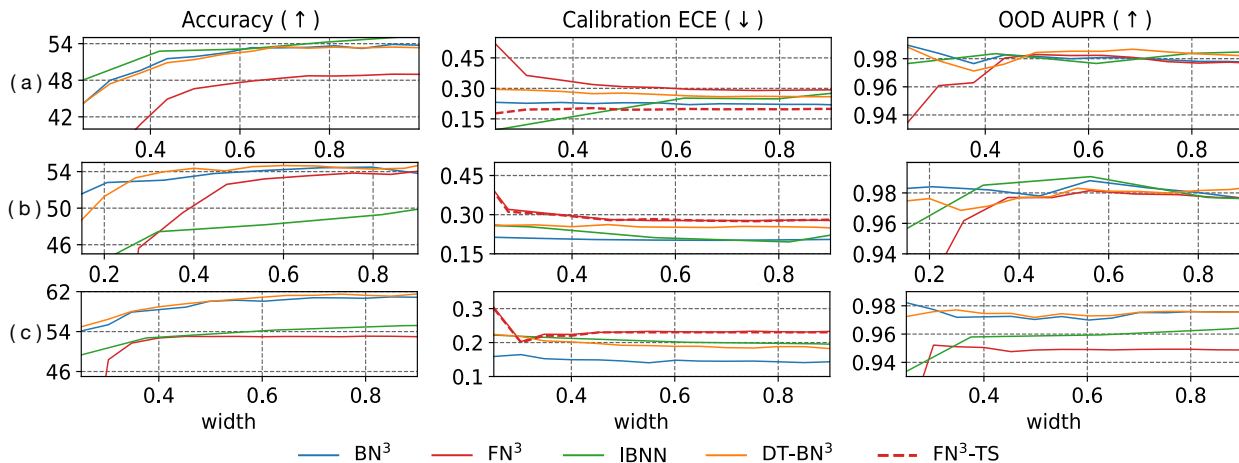 Accuracy (↑) Calibration ECE (↓) OOD AUPR (↑)
(a)
54
48
42
0.4 0.6 0.8
0.45
0.30
0.15
0.4 0.6 0.8
0.98
0.96
0.94
0.4 0.6 0.8
(b)
54
50
46
0.2 0.4 0.6 0.8
0.45
0.30
0.15
0.4 0.6 0.8
0.98
0.96
0.94
0.2 0.4 0.6 0.8
(c)
62
54
46
0.4 0.6 0.8
width
0.3
0.2
0.1
0.4 0.6 0.8
width
0.98
0.96
0.94
0.4 0.6 0.8
width
BN³ FN³ IBNN DT-BN³ FN³-TS